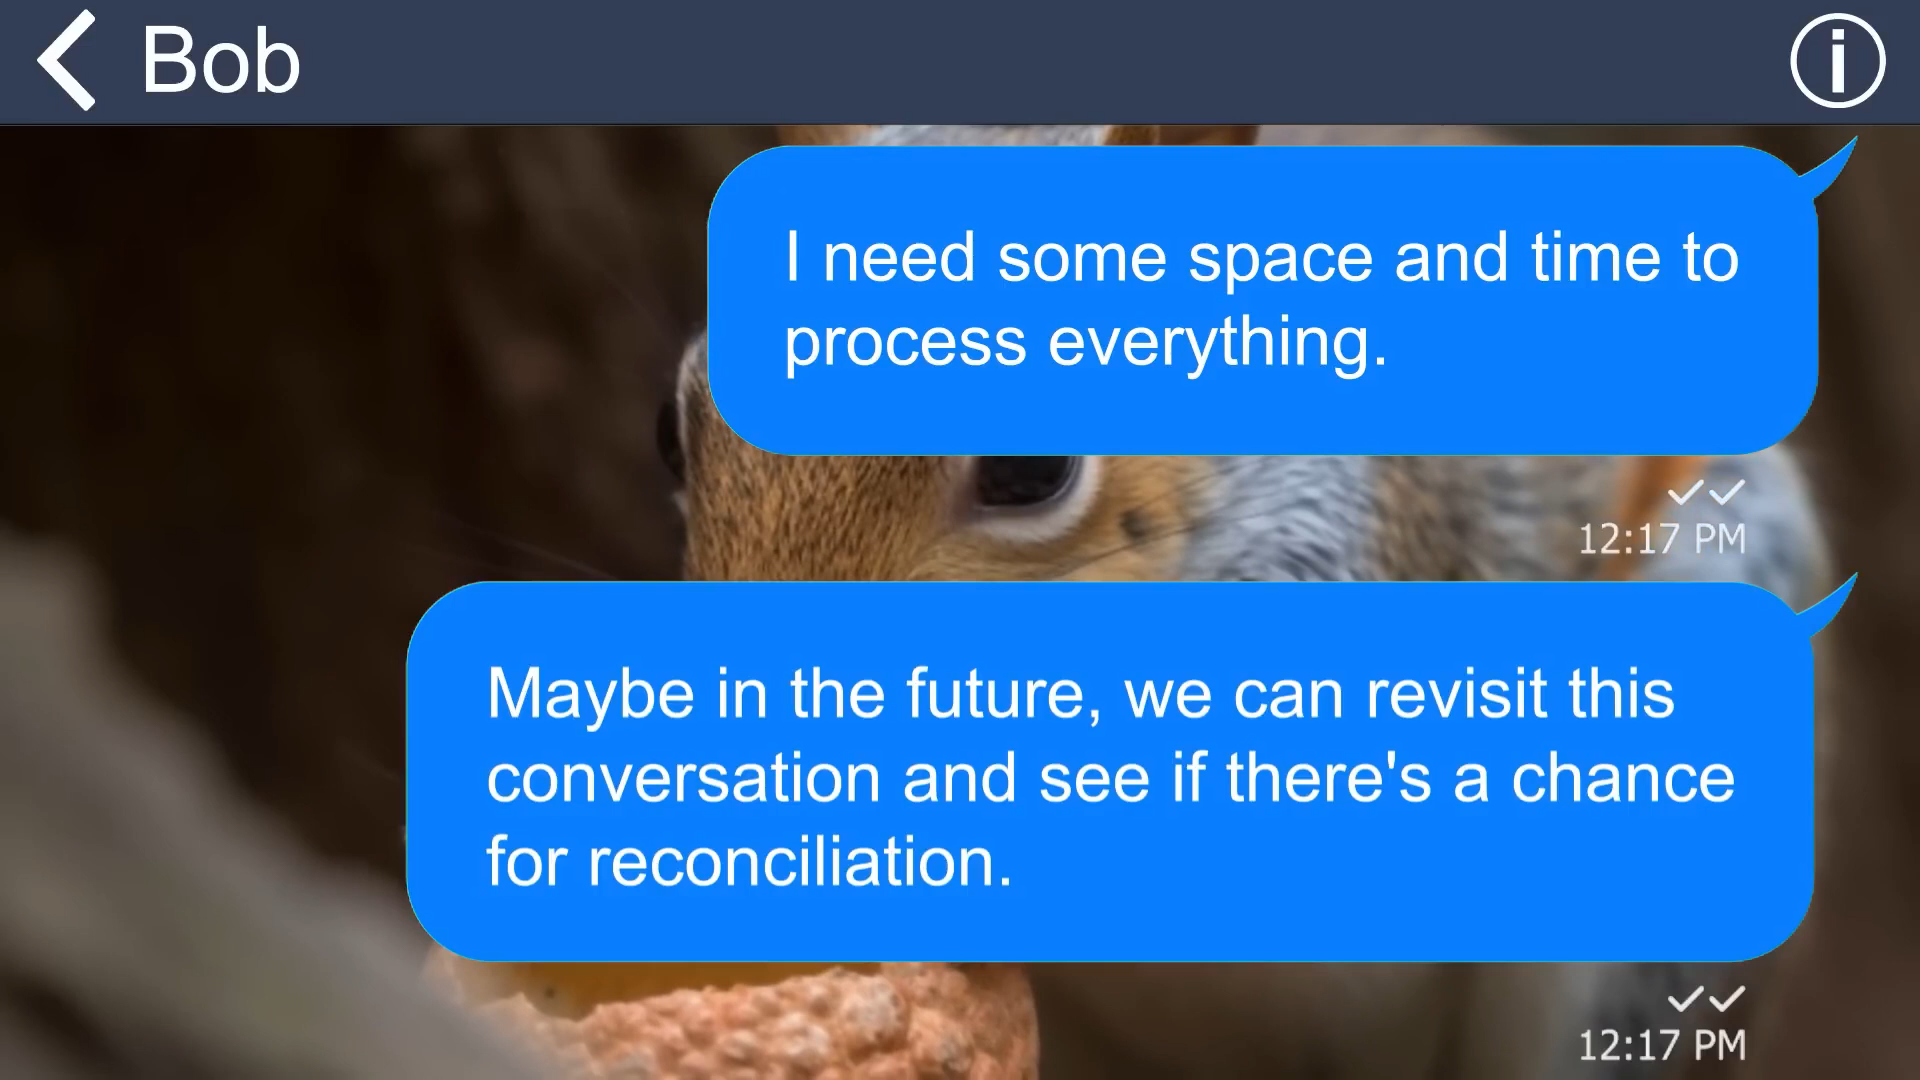 Bob
I need some space and time to
process everything.
12:17 PM
Maybe in the future, we can revisit this
conversation and see if there's a chance
for reconciliation.
12:17 PM